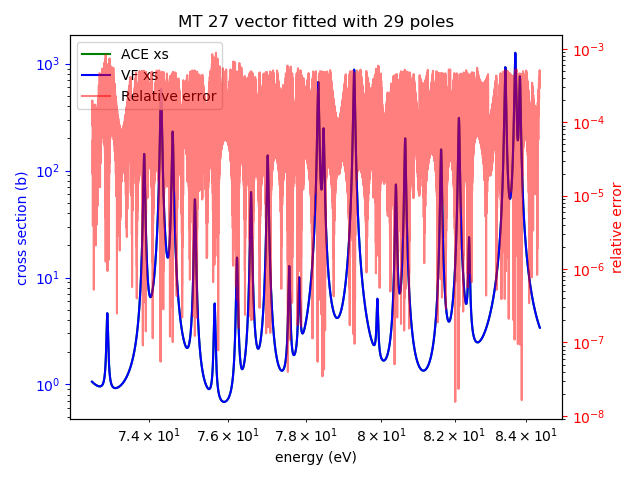 MT 27 vector fitted with 29 poles
ACE xs
VF xs
Relative error
10³
10²
10¹
10⁰
cross section (b)
10⁻³
10⁻⁴
10⁻⁵
10⁻⁶
10⁻⁷
10⁻⁸
relative error
7.4 × 10¹ 7.6 × 10¹ 7.8 × 10¹ 8 × 10¹ 8.2 × 10¹ 8.4 × 10¹
energy (eV)